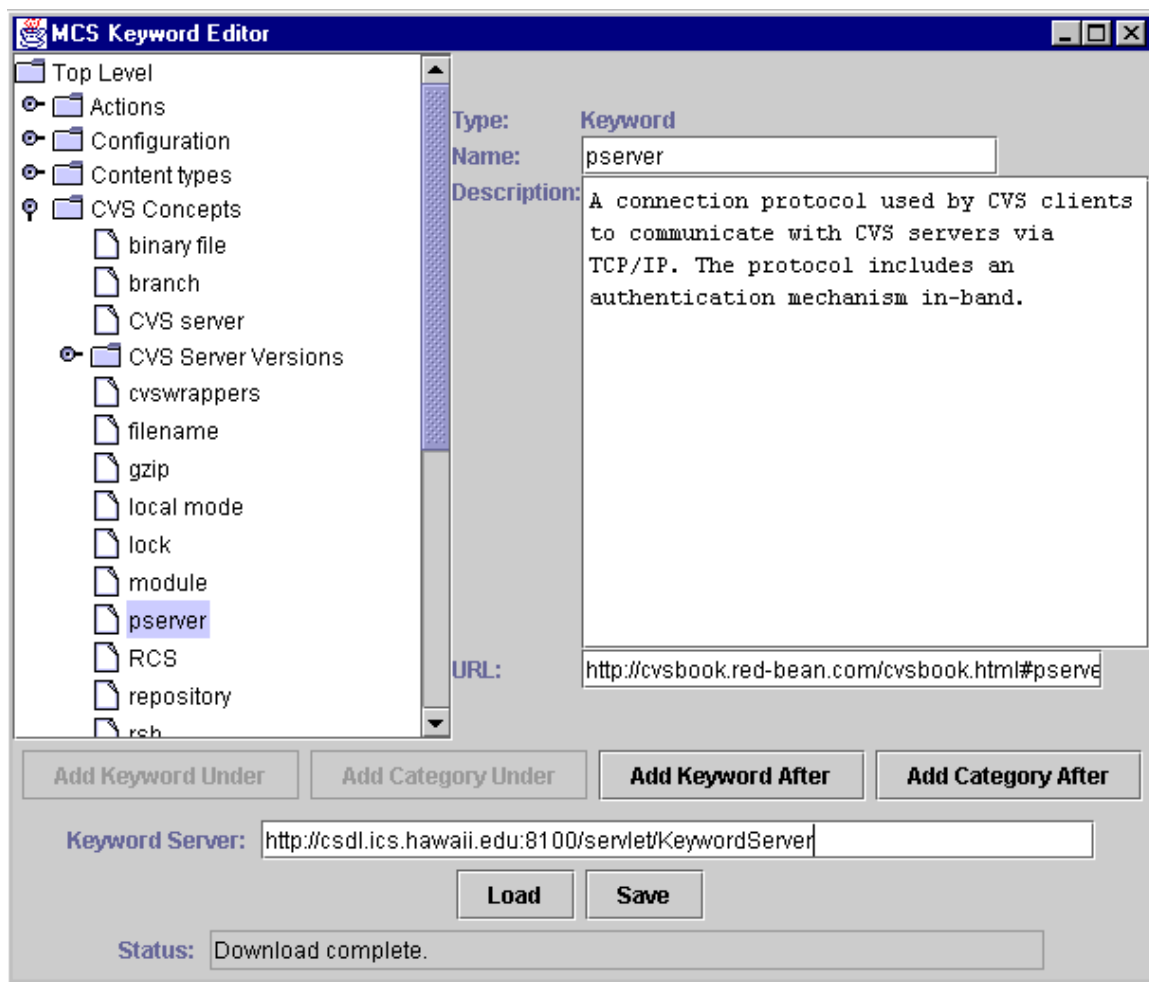 MCS Keyword Editor
Top Level
Actions
Configuration
Content types
CVS Concepts
binary file
branch
CVS server
CVS Server Versions
cvswrappers
filename
gzip
local mode
lock
module
pserver
RCS
repository
rsh
Type: Keyword
Name: pserver
Description: A connection protocol used by CVS clients
to communicate with CVS servers via
TCP/IP. The protocol includes an
authentication mechanism in-band.
URL: http://cvsbook.red-bean.com/cvsbook.html#pserve
Add Keyword Under Add Category Under Add Keyword After Add Category After
Keyword Server: http://csdl.ics.hawaii.edu:8100/servlet/KeywordServer
Load Save
Status: Download complete.